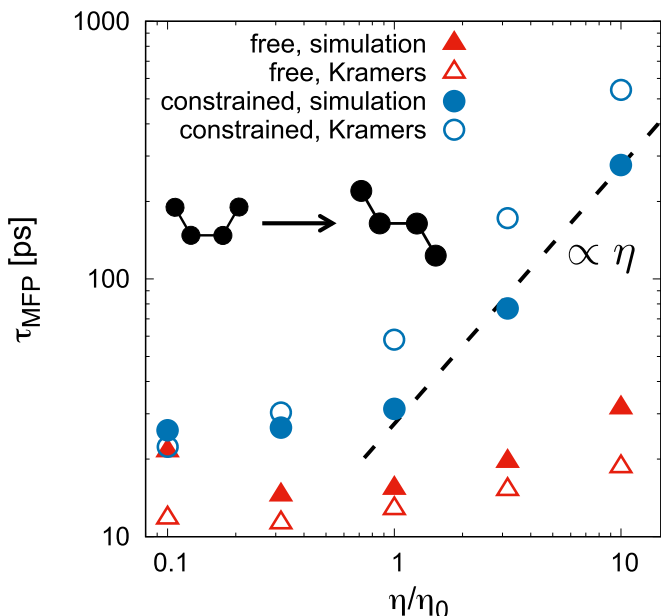 1000
free, simulation
free, Kramers
constrained, simulation
constrained, Kramers
τMFP [ps]
100
∝ η
10
0.1 1 10
η/η0